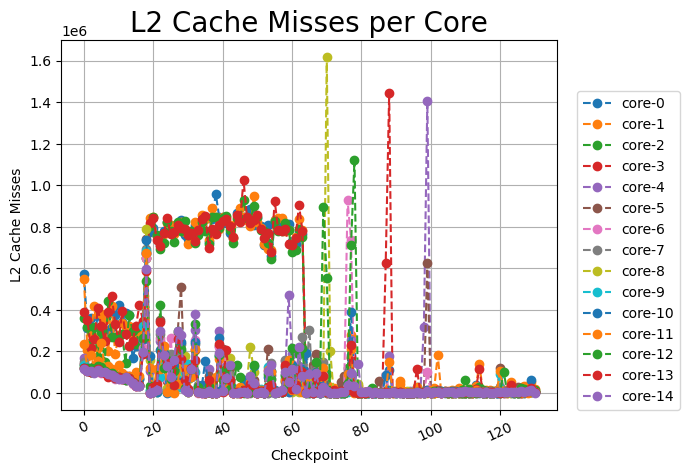 L2 Cache Misses per Core
1e6
1.6
1.4
1.2
1.0
0.8
0.6
0.4
0.2
0.0
L2 Cache Misses
0
20
40
60
80
100
120
Checkpoint
core-0
core-1
core-2
core-3
core-4
core-5
core-6
core-7
core-8
core-9
core-10
core-11
core-12
core-13
core-14